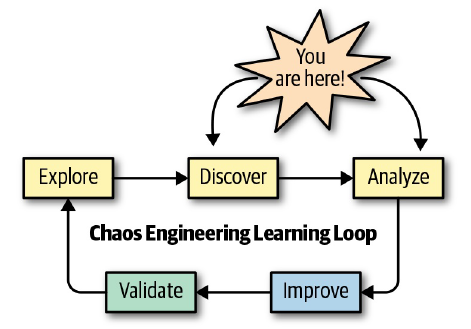 You
are here!
Explore
Discover
Analyze
Chaos Engineering Learning Loop
Validate
Improve